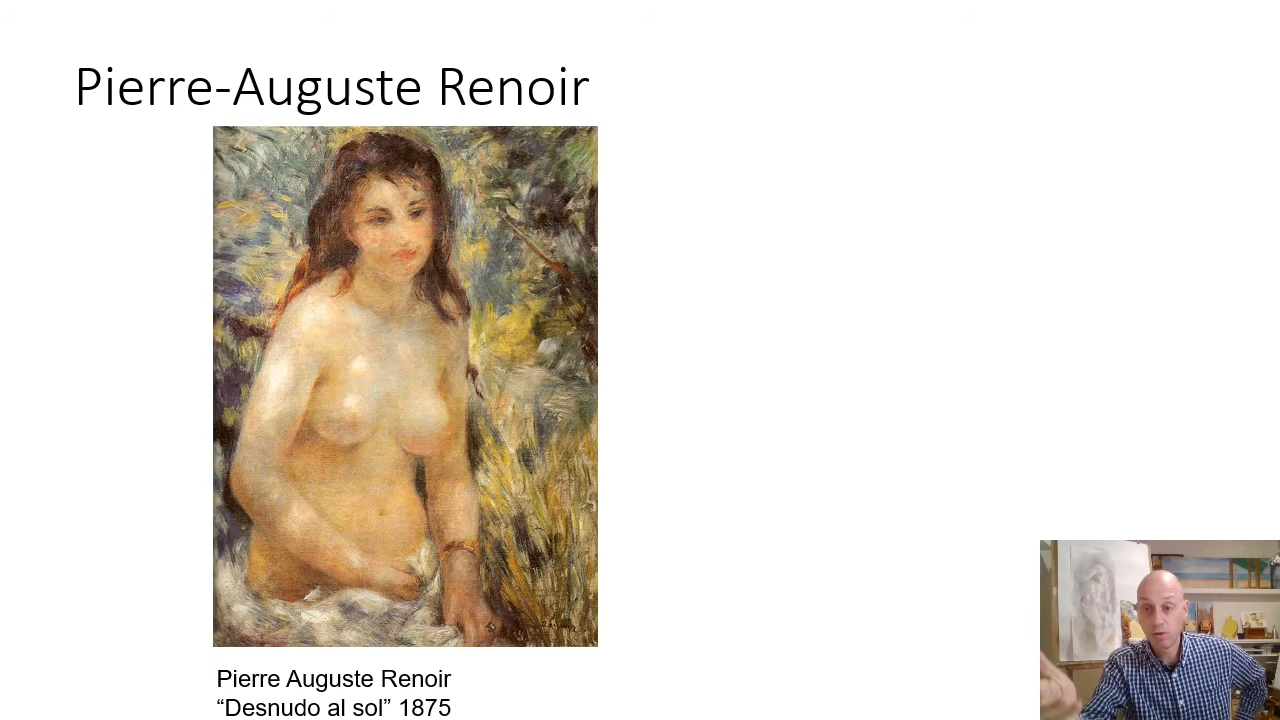 Pierre-Auguste Renoir
Pierre Auguste Renoir
“Desnudo al sol” 1875